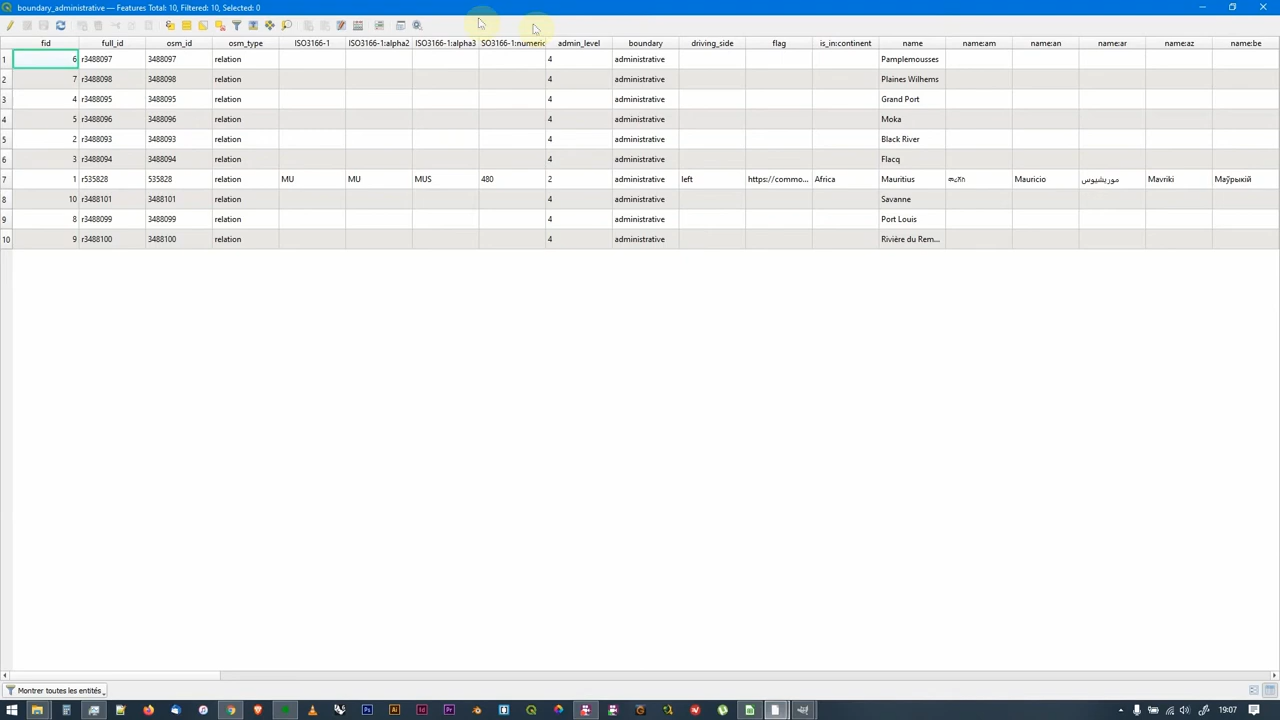 boundary_administrative — Features Total: 10, Filtered: 10, Selected: 0
fid full_id osm_id osm_type ISO3166-1 ISO3166-1:alpha2 ISO3166-1:alpha3 SO3166-1:numeric admin_level boundary driving_side flag is_in:continent name name:am name:an name:ar name:az name:be
1 6 r3488097 3488097 relation 4 administrative Pamplemousses
2 7 r3488098 3488098 relation 4 administrative Plaines Wilhems
3 4 r3488095 3488095 relation 4 administrative Grand Port
4 5 r3488096 3488096 relation 4 administrative Moka
5 2 r3488093 3488093 relation 4 administrative Black River
6 3 r3488094 3488094 relation 4 administrative Flacq
7 1 r535828 535828 relation MU MU MUS 480 2 administrative left https://commo... Africa Mauritius Mauricio موريشيوس Mavriki Маўрыкій
8 10 r3488101 3488101 relation 4 administrative Savanne
9 8 r3488099 3488099 relation 4 administrative Port Louis
10 9 r3488100 3488100 relation 4 administrative Rivière du Rem...
Montrer toutes les entités
19:07